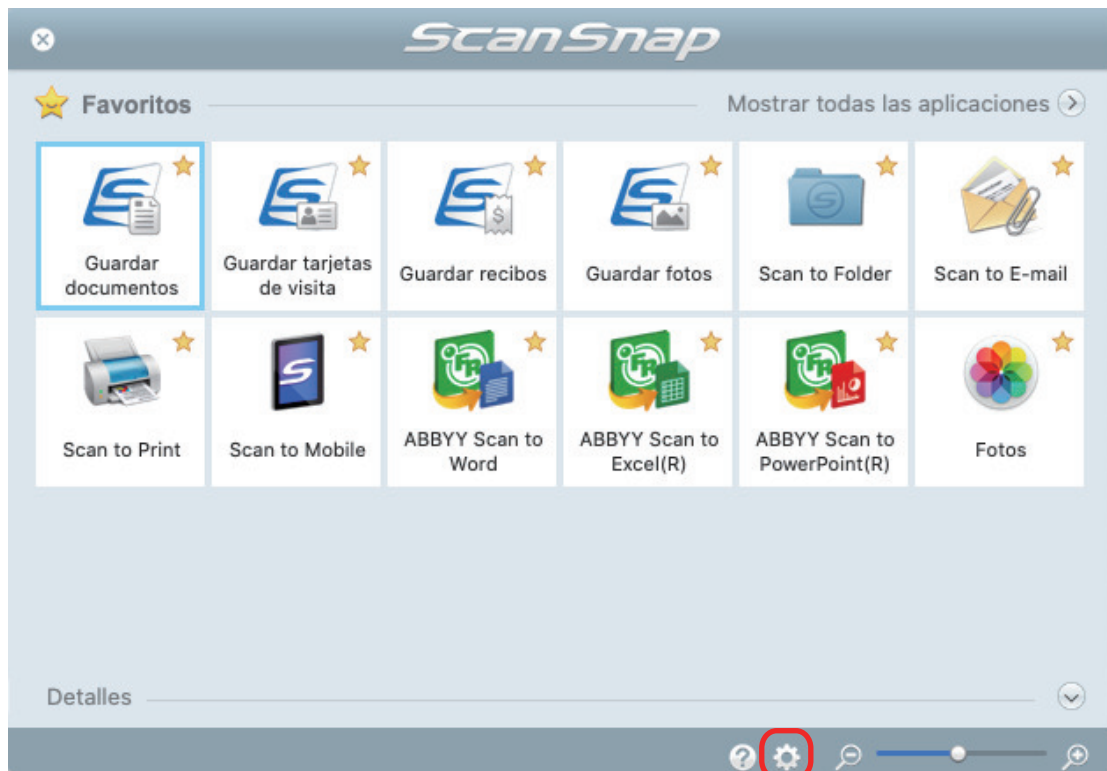 ScanSnap
Favoritos
Mostrar todas las aplicaciones
Guardar
documentos
Guardar tarjetas
de visita
Guardar recibos
Guardar fotos
Scan to Folder
Scan to E-mail
Scan to Print
Scan to Mobile
ABBYY Scan to
Word
ABBYY Scan to
Excel(R)
ABBYY Scan to
PowerPoint(R)
Fotos
Detalles